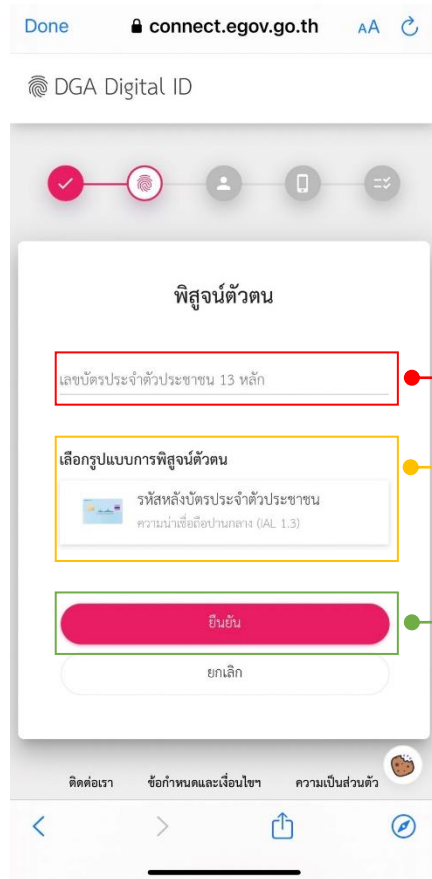 Done
connect.egov.go.th
AA
DGA Digital ID
พิสูจน์ตัวตน
เลขบัตรประจำตัวประชาชน 13 หลัก
เลือกรูปแบบการพิสูจน์ตัวตน
รหัสหลังบัตรประจำตัวประชาชน
ความน่าเชื่อถือปานกลาง (IAL 1.3)
ยืนยัน
ยกเลิก
ติดต่อเรา ข้อกำหนดและเงื่อนไขฯ ความเป็นส่วนตัว